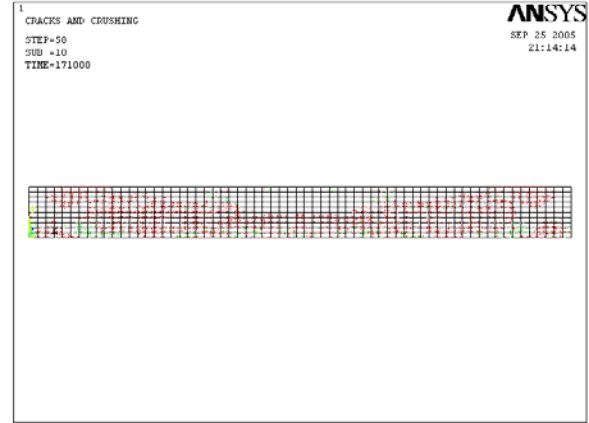 1
CRACKS AND CRUSHING
STEP=50
SUB =10
TIME=171000
ANSYS
SEP 25 2005
21:14:14